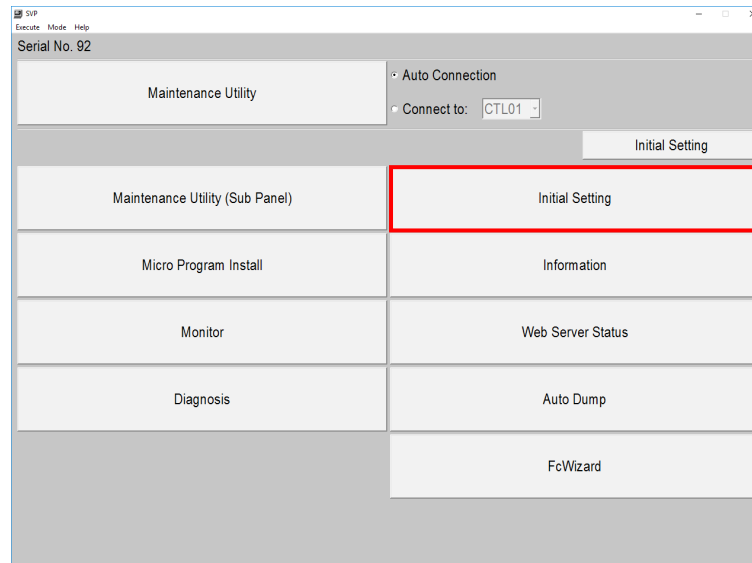 SVP
Execute Mode Help
Serial No. 92
Maintenance Utility
Auto Connection
Connect to: CTL01
Initial Setting
Maintenance Utility (Sub Panel)
Initial Setting
Micro Program Install
Information
Monitor
Web Server Status
Diagnosis
Auto Dump
FcWizard